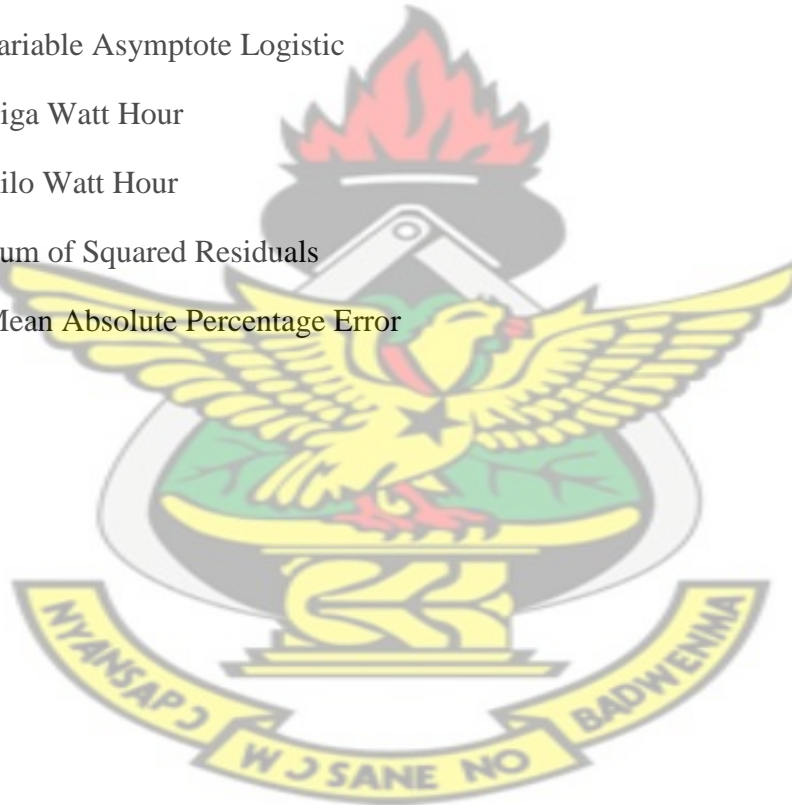 ariable Asymptote Logistic
iga Watt Hour
ilo Watt Hour
um of Squared Residuals
Mean Absolute Percentage Error
NYANSAPƆ
WƆ SANE NO
BADWENMA